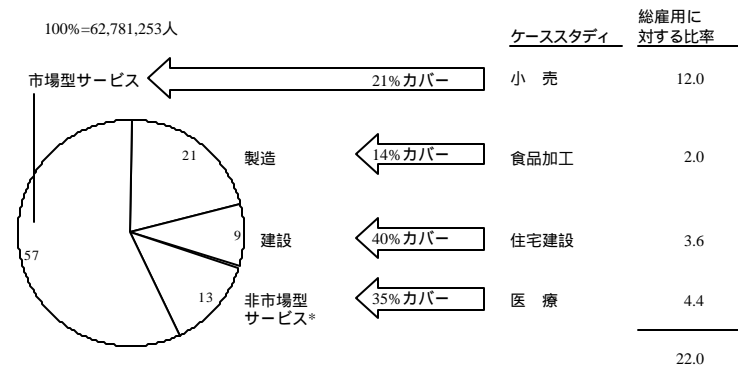 100%=62,781,253人
ケーススタディ
総雇用に
対する比率
市場型サービス
21%カバー
小 売
12.0
21
製造
14%カバー
食品加工
2.0
9
建設
40%カバー
住宅建設
3.6
57
13
非市場型
サービス*
35%カバー
医 療
4.4
22.0